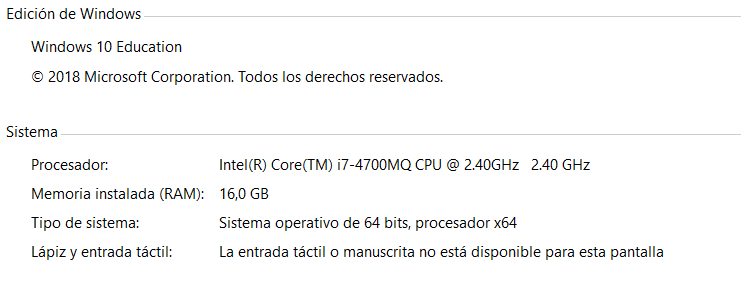 Edición de Windows
Windows 10 Education
© 2018 Microsoft Corporation. Todos los derechos reservados.
Sistema
Procesador: Intel(R) Core(TM) i7-4700MQ CPU @ 2.40GHz 2.40 GHz
Memoria instalada (RAM): 16,0 GB
Tipo de sistema: Sistema operativo de 64 bits, procesador x64
Lápiz y entrada táctil: La entrada táctil o manuscrita no está disponible para esta pantalla